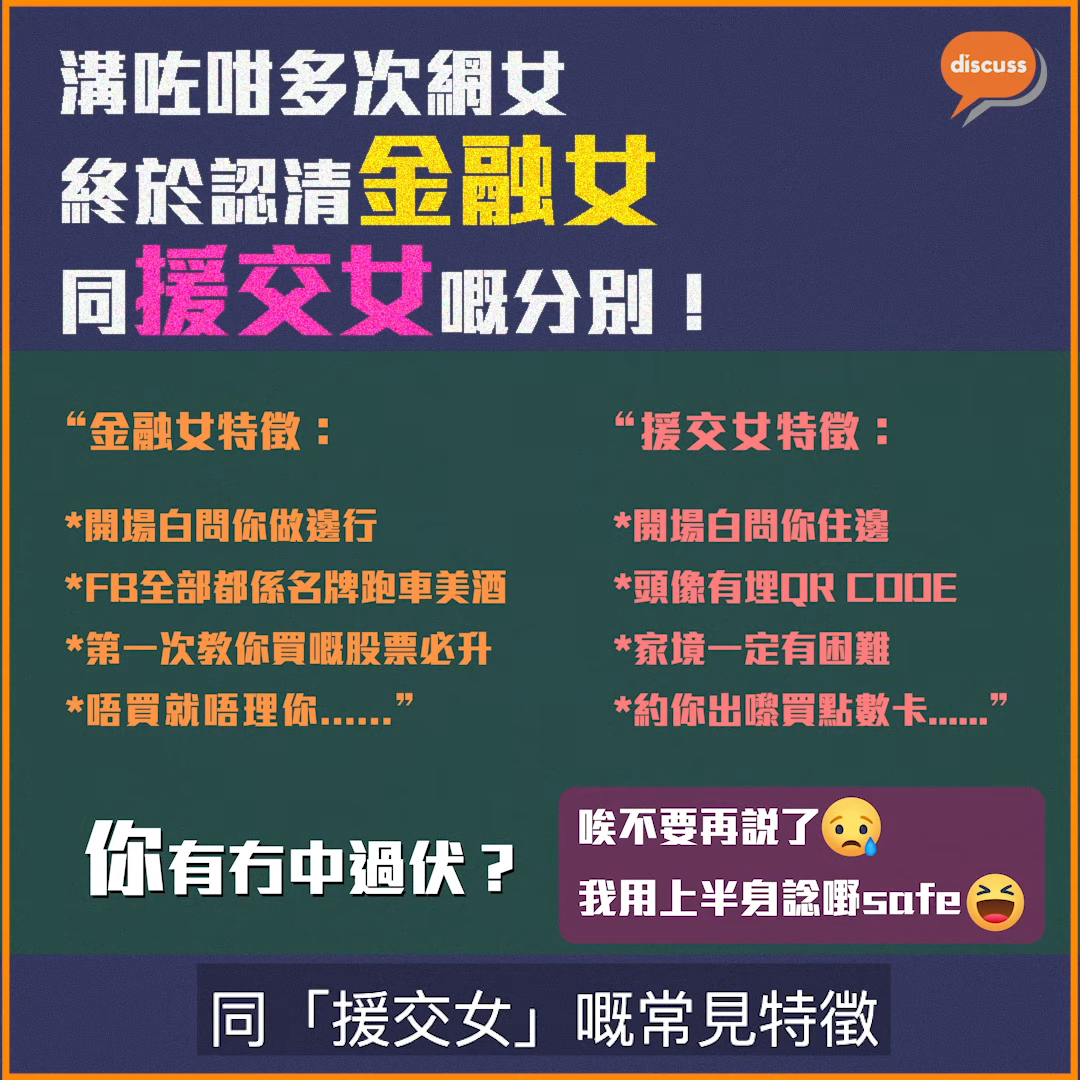 discuss
溝咗咁多次網女
終於認清金融女
同援交女嘅分別！
“金融女特徵：
*開場白問你做邊行
*FB全部都係名牌跑車美酒
*第一次教你買嘅股票必升
*唔買就唔理你......”
“援交女特徵：
*開場白問你住邊
*頭像有埋QR CODE
*家境一定有困難
*約你出嚟買點數卡......”
你有冇中過伏？
唉不要再説了😢
我用上半身諗嘢safe😆
同「援交女」嘅常見特徵